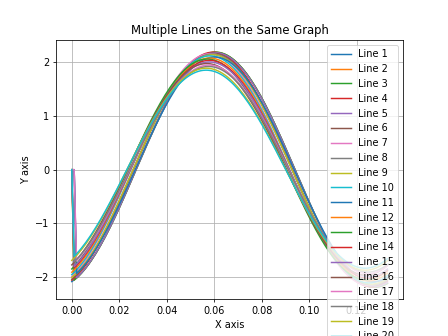 Multiple Lines on the Same Graph
Y axis
2
1
0
−1
−2
0.00
0.02
0.04
0.06
0.08
0.10
X axis
Line 1
Line 2
Line 3
Line 4
Line 5
Line 6
Line 7
Line 8
Line 9
Line 10
Line 11
Line 12
Line 13
Line 14
Line 15
Line 16
Line 17
Line 18
Line 19
Line 20